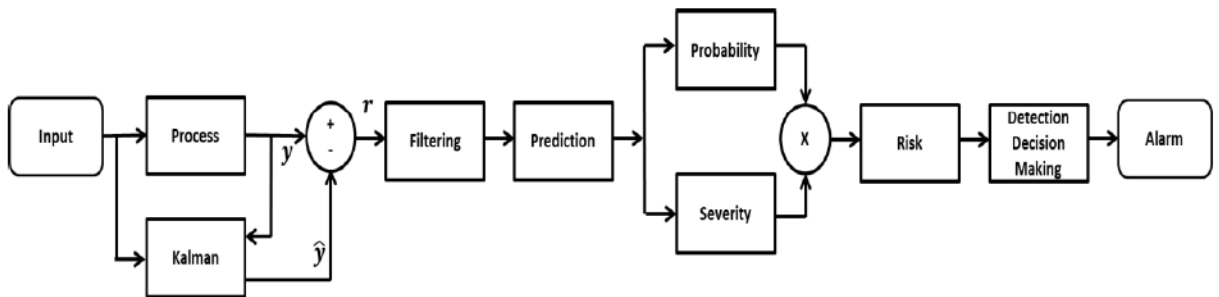 Input
Process
y
+
-
r
Filtering
Prediction
Probability
Severity
X
Risk
Detection
Decision
Making
Alarm
Kalman
ŷ